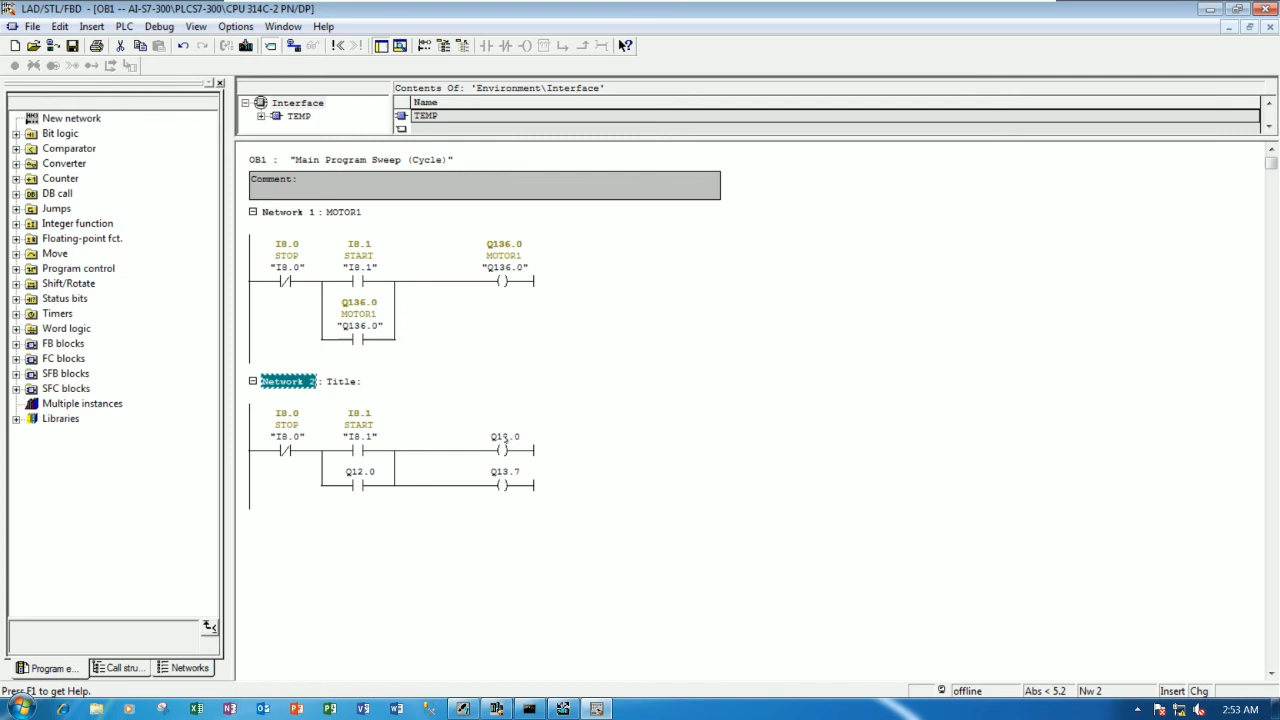 LAD/STL/FBD - [OB1 -- AI-S7-300\PLCS7-300\CPU 314C-2 PN/DP]
File Edit Insert PLC Debug View Options Window Help
Contents Of: 'Environment\Interface'
Interface
TEMP
Name
TEMP
New network
Bit logic
Comparator
Converter
Counter
DB call
Jumps
Integer function
Floating-point fct.
Move
Program control
Shift/Rotate
Status bits
Timers
Word logic
FB blocks
FC blocks
SFB blocks
SFC blocks
Multiple instances
Libraries
Program e...
Call stru...
Networks
OB1 : "Main Program Sweep (Cycle)"
Comment:
Network 1 : MOTOR1
I8.0 I8.1 Q136.0
STOP START MOTOR1
"I8.0" "I8.1" "Q136.0"
Q136.0
MOTOR1
"Q136.0"
Network 2 : Title:
I8.0 I8.1
STOP START
"I8.0" "I8.1"
Q12.0 Q13.7
Press F1 to get Help.
offline Abs < 5.2 Nw 2 Insert Chg
2:53 AM